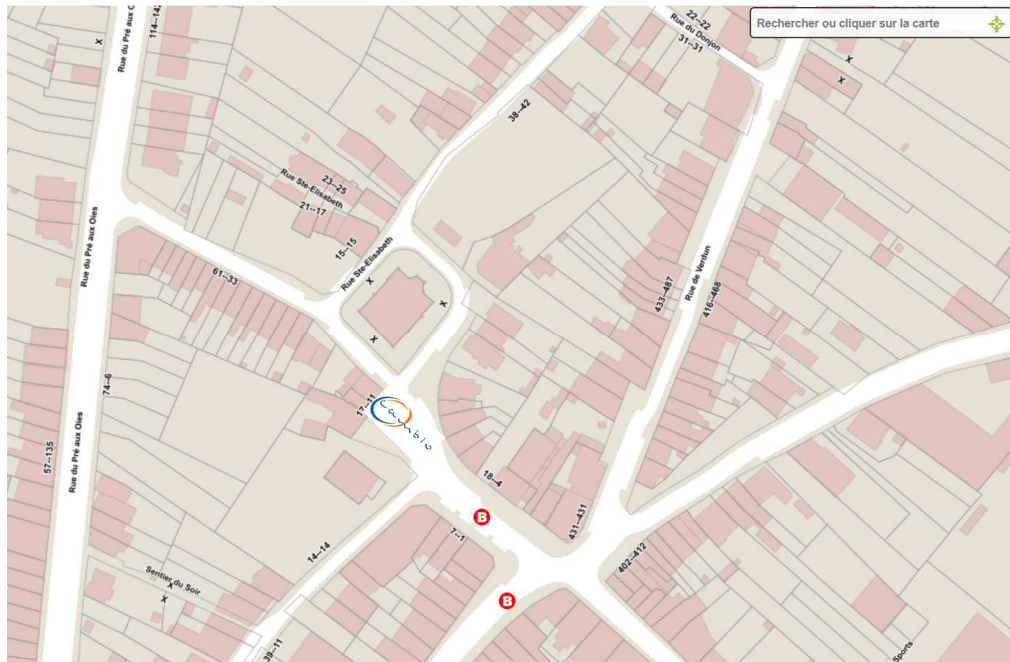 Rechercher ou cliquer sur la carte
Rue du Pré aux O
114--142
x
22--22
Rue du Donjon
31--31
x
x
38--42
23--25
Rue Ste-Elisabeth
21--17
15--15
Rue Ste-Elisabeth
Rue du Pré aux Oies
61--33
x
x
x
433--467
Rue de Verdun
416--468
74--6
17--11
cambio
57--135
Rue du Pré aux Oies
18--4
B
7--1
431--431
14--14
402--412
Sentier du Soir
x
x
B
39--11
Sports